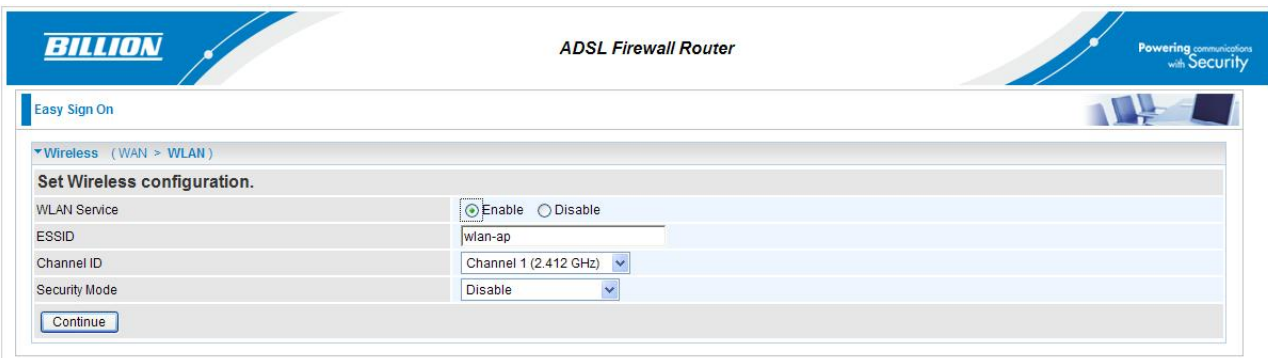 BILLION
ADSL Firewall Router
Powering communications
with Security
Easy Sign On
Wireless (WAN > WLAN)
Set Wireless configuration.
WLAN Service Enable Disable
ESSID wlan-ap
Channel ID Channel 1 (2.412 GHz)
Security Mode Disable
Continue